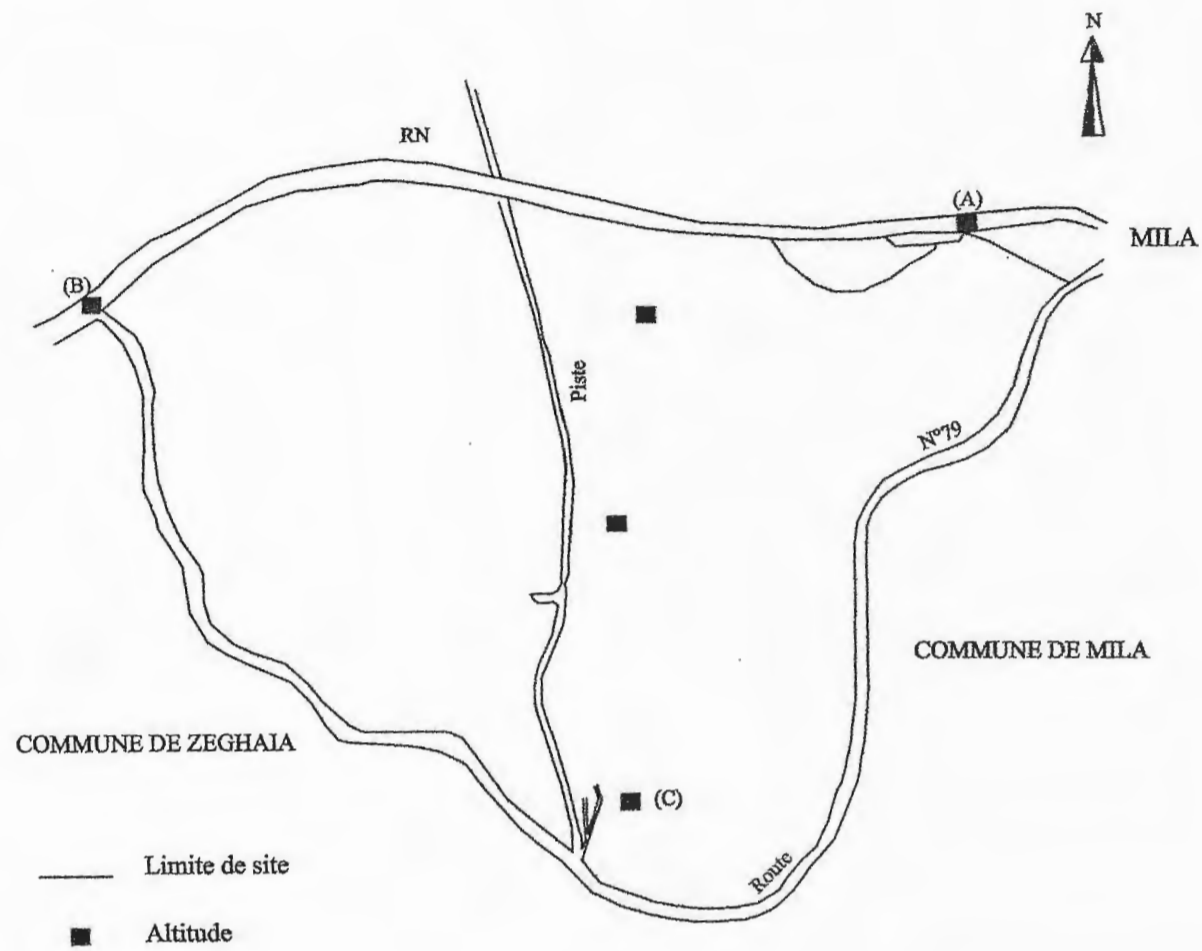 N
RN
(A)
MILA
(B)
Piste
N°79
COMMUNE DE MILA
COMMUNE DE ZEGHAIA
(C)
Route
Limite de site
Altitude